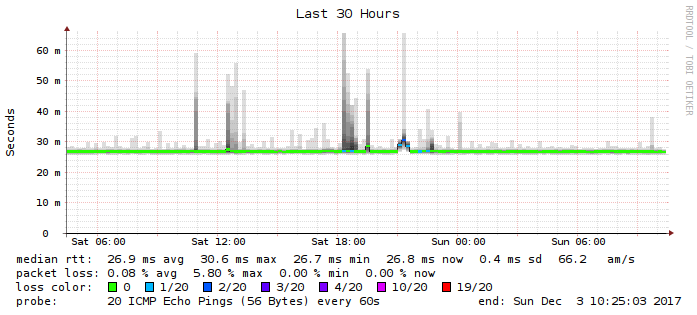 Last 30 Hours
RRDTOOL / TOBI OETIKER
Seconds
60 m
50 m
40 m
30 m
20 m
10 m
0
Sat 06:00 Sat 12:00 Sat 18:00 Sun 00:00 Sun 06:00
median rtt: 26.9 ms avg 30.6 ms max 26.7 ms min 26.8 ms now 0.4 ms sd 66.2 am/s
packet loss: 0.08 % avg 5.80 % max 0.00 % min 0.00 % now
loss color: 0 1/20 2/20 3/20 4/20 10/20 19/20
probe: 20 ICMP Echo Pings (56 Bytes) every 60s end: Sun Dec 3 10:25:03 2017